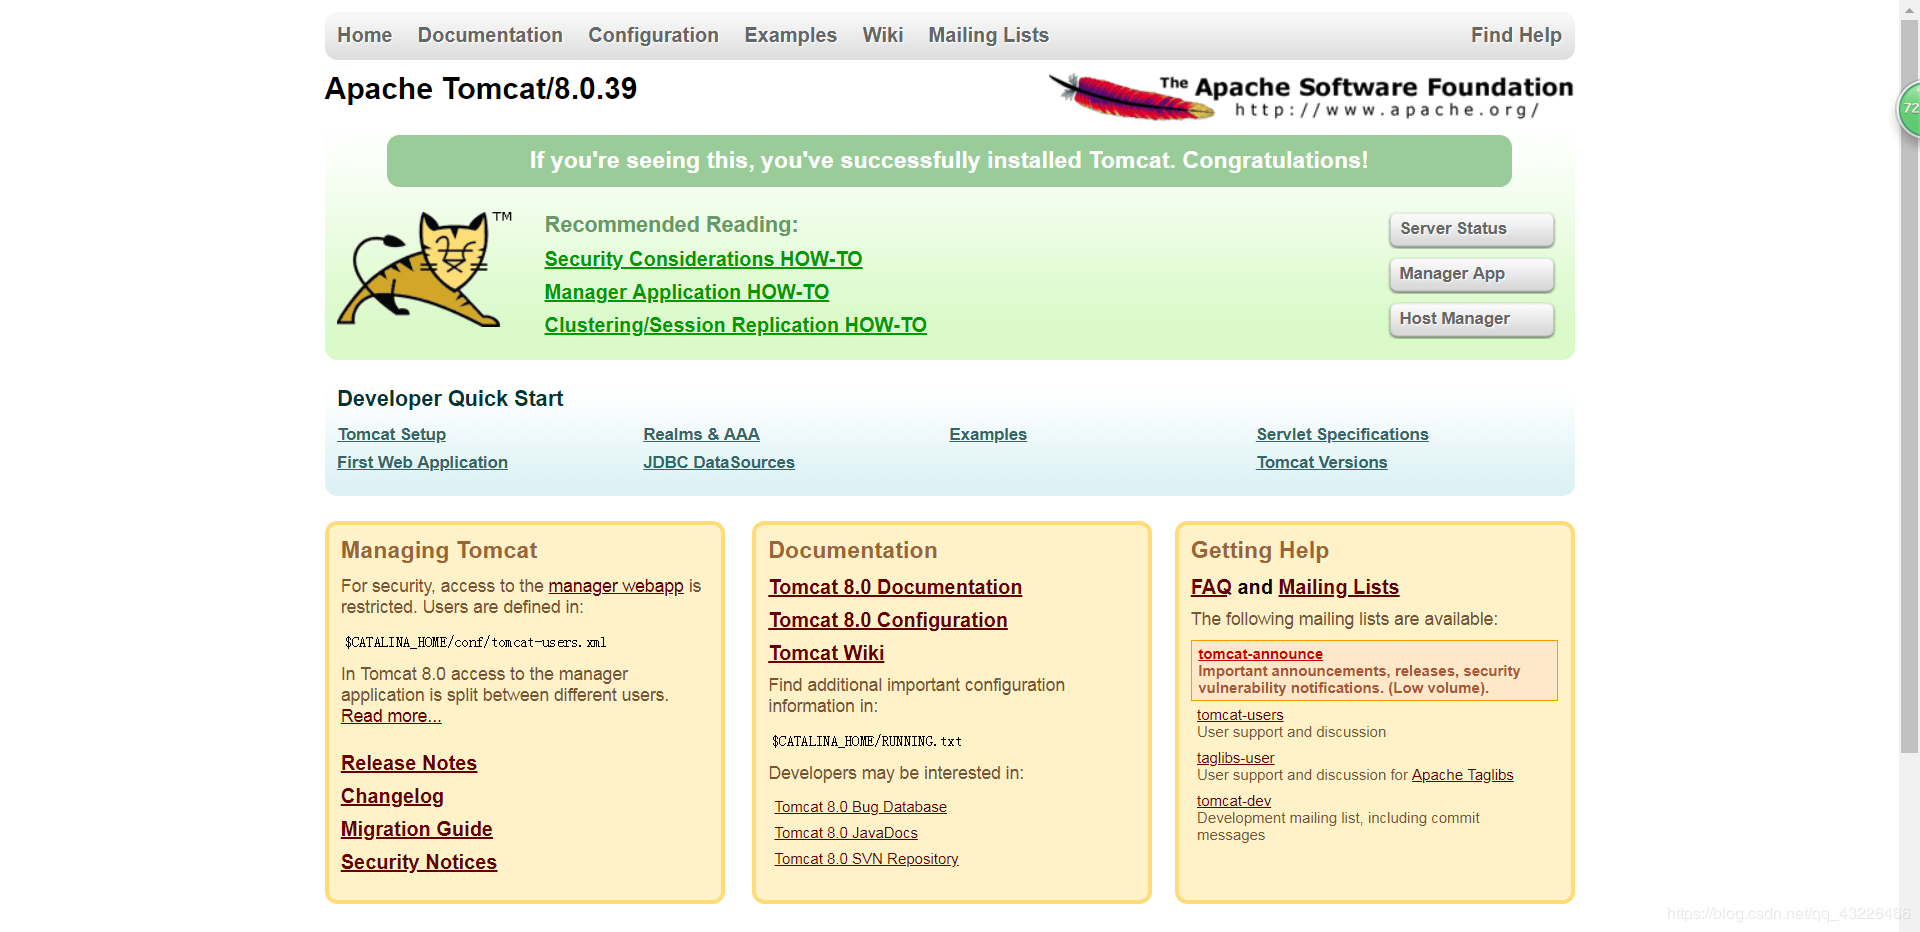 Home Documentation Configuration Examples Wiki Mailing Lists Find Help
Apache Tomcat/8.0.39
The Apache Software Foundation
http://www.apache.org/
72
If you're seeing this, you've successfully installed Tomcat. Congratulations!
TM
Recommended Reading:
Security Considerations HOW-TO
Manager Application HOW-TO
Clustering/Session Replication HOW-TO
Server Status
Manager App
Host Manager
Developer Quick Start
Tomcat Setup
First Web Application
Realms & AAA
JDBC DataSources
Examples
Servlet Specifications
Tomcat Versions
Managing Tomcat
For security, access to the manager webapp is
restricted. Users are defined in:
$CATALINA_HOME/conf/tomcat-users.xml
In Tomcat 8.0 access to the manager
application is split between different users.
Read more...
Release Notes
Changelog
Migration Guide
Security Notices
Documentation
Tomcat 8.0 Documentation
Tomcat 8.0 Configuration
Tomcat Wiki
Find additional important configuration
information in:
$CATALINA_HOME/RUNNING.txt
Developers may be interested in:
Tomcat 8.0 Bug Database
Tomcat 8.0 JavaDocs
Tomcat 8.0 SVN Repository
Getting Help
FAQ and Mailing Lists
The following mailing lists are available:
tomcat-announce
Important announcements, releases, security
vulnerability notifications. (Low volume).
tomcat-users
User support and discussion
taglibs-user
User support and discussion for Apache Taglibs
tomcat-dev
Development mailing list, including commit
messages
https://blog.csdn.net/qq_43226466